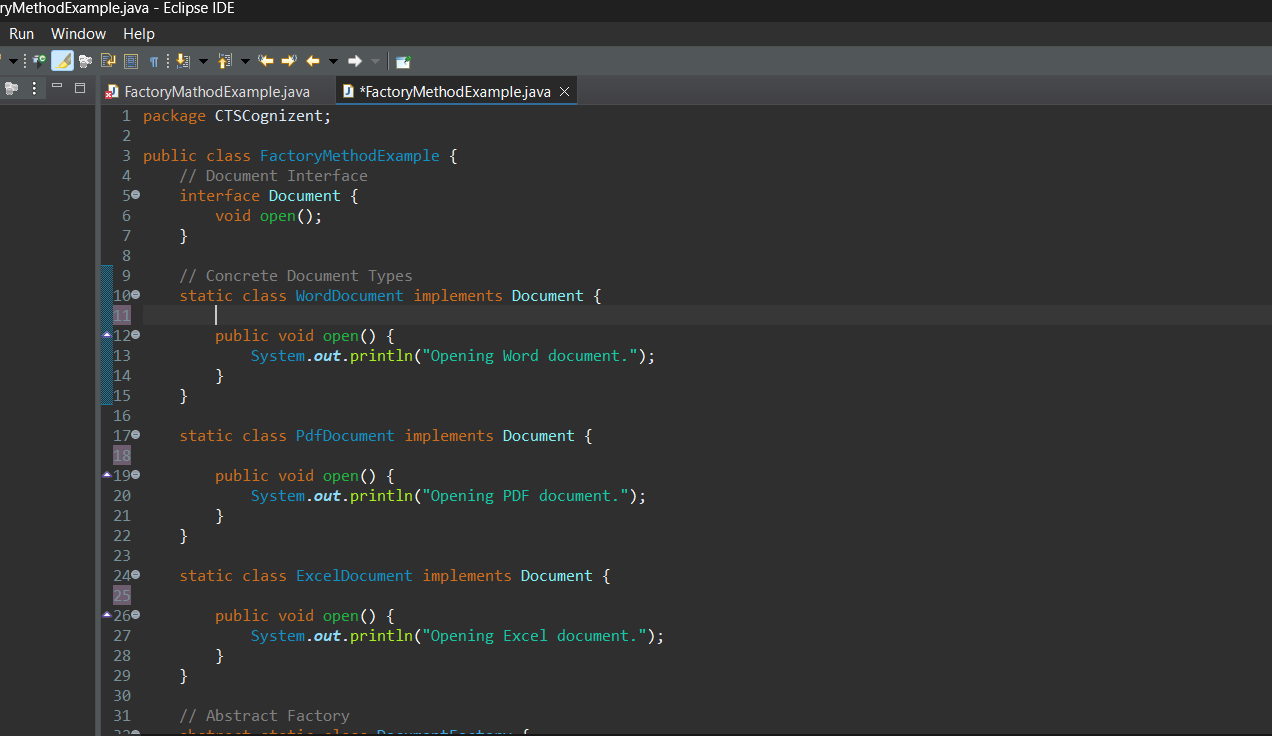 ryMethodExample.java - Eclipse IDE
Run Window Help
FactoryMathodExample.java *FactoryMethodExample.java
1 package CTSCognizent;
2
3 public class FactoryMethodExample {
4 // Document Interface
5 interface Document {
6 void open();
7 }
8
9 // Concrete Document Types
10 static class WordDocument implements Document {
11
12 public void open() {
13 System.out.println("Opening Word document.");
14 }
15 }
16
17 static class PdfDocument implements Document {
18
19 public void open() {
20 System.out.println("Opening PDF document.");
21 }
22 }
23
24 static class ExcelDocument implements Document {
25
26 public void open() {
27 System.out.println("Opening Excel document.");
28 }
29 }
30
31 // Abstract Factory
32 abstract static class DocumentFactory {